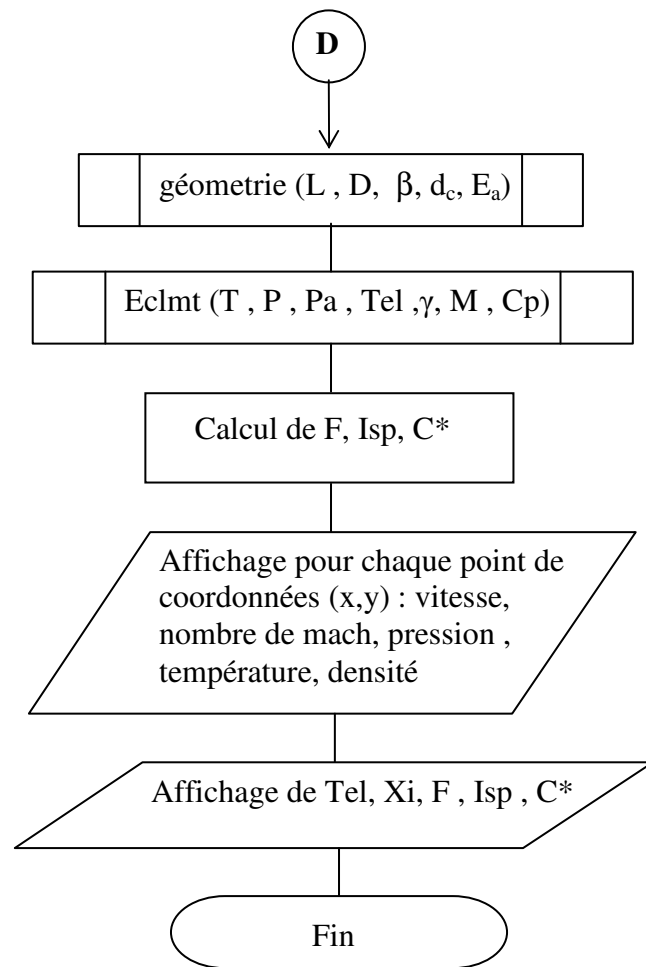 D
géometrie (L , D, β, dc, Ea)
Eclmt (T , P , Pa , Tel ,γ, M , Cp)
Calcul de F, Isp, C*
Affichage pour chaque point de
coordonnées (x,y) : vitesse,
nombre de mach, pression ,
température, densité
Affichage de Tel, Xi, F , Isp , C*
Fin